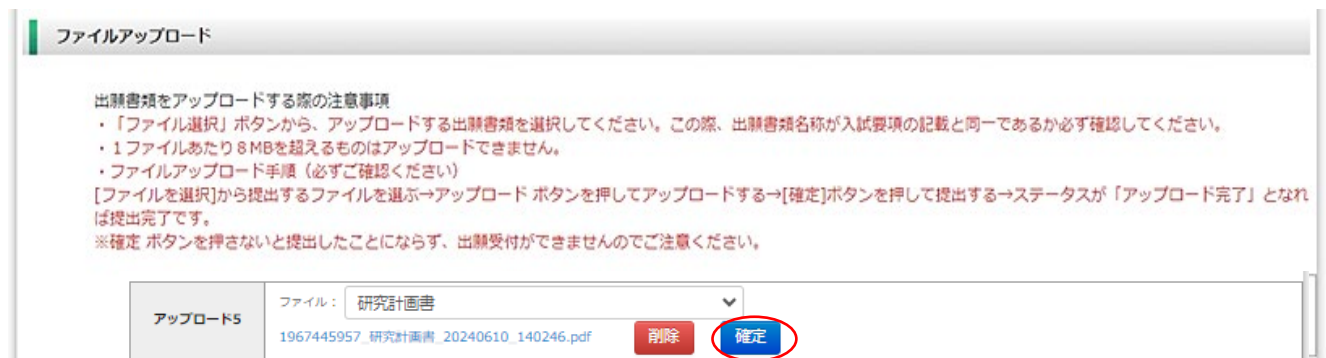 ファイルアップロード
出願書類をアップロードする際の注意事項
・「ファイル選択」ボタンから、アップロードする出願書類を選択してください。この際、出願書類名称が入試要項の記載と同一であるか必ず確認してください。
・１ファイルあたり８MBを超えるものはアップロードできません。
・ファイルアップロード手順（必ずご確認ください）
[ファイルを選択]から提出するファイルを選ぶ→アップロード ボタンを押してアップロードする→[確定]ボタンを押して提出する→ステータスが「アップロード完了」となれ
ば提出完了です。
※確定 ボタンを押さないと提出したことにならず、出願受付ができませんのでご注意ください。
アップロード5
ファイル： 研究計画書
1967445957_研究計画書_20240610_140246.pdf 削除 確定